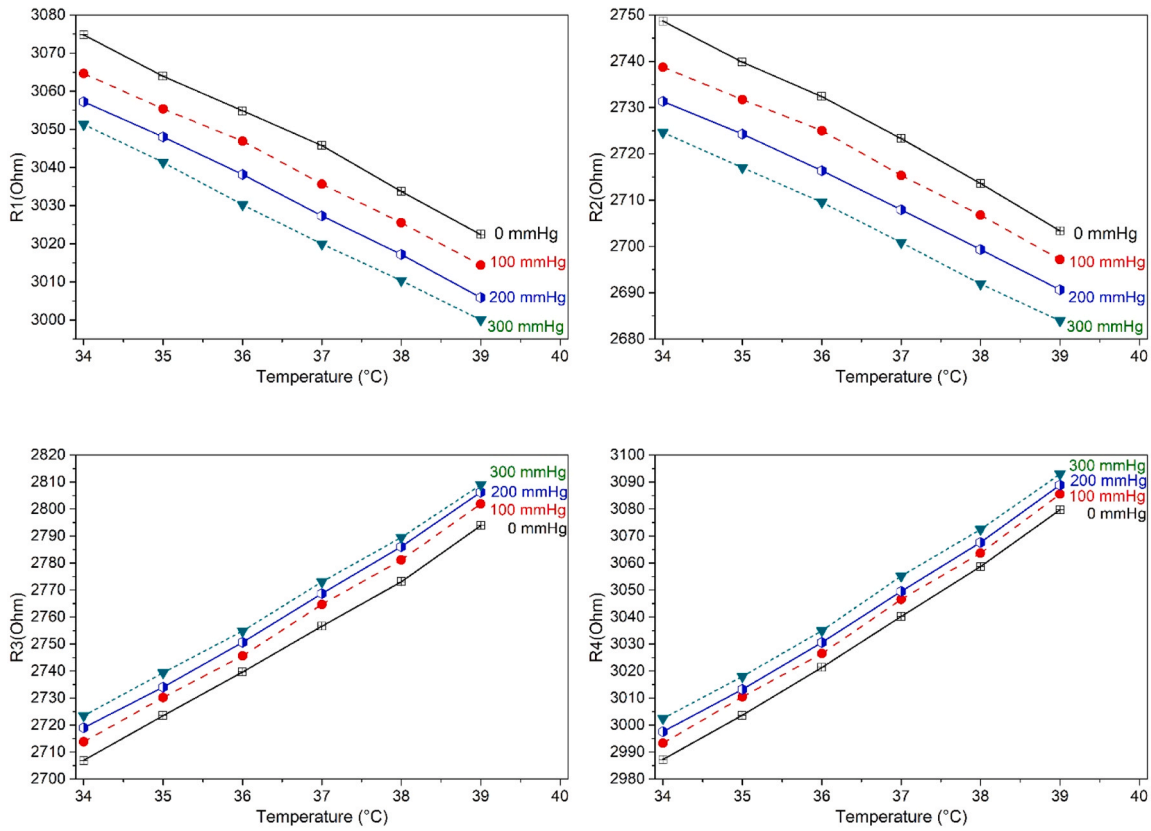 3080
3070
3060
3050
3040
3030
3020
3010
3000
R1(Ohm)
0 mmHg
100 mmHg
200 mmHg
300 mmHg
34 35 36 37 38 39 40
Temperature (°C)
2750
2740
2730
2720
2710
2700
2690
2680
R2(Ohm)
0 mmHg
100 mmHg
200 mmHg
300 mmHg
34 35 36 37 38 39 40
Temperature (°C)
2820
2810
2800
2790
2780
2770
2760
2750
2740
2730
2720
2710
2700
R3(Ohm)
300 mmHg
200 mmHg
100 mmHg
0 mmHg
34 35 36 37 38 39 40
Temperature (°C)
3100
3090
3080
3070
3060
3050
3040
3030
3020
3010
3000
2990
2980
R4(Ohm)
300 mmHg
200 mmHg
100 mmHg
0 mmHg
34 35 36 37 38 39 40
Temperature (°C)